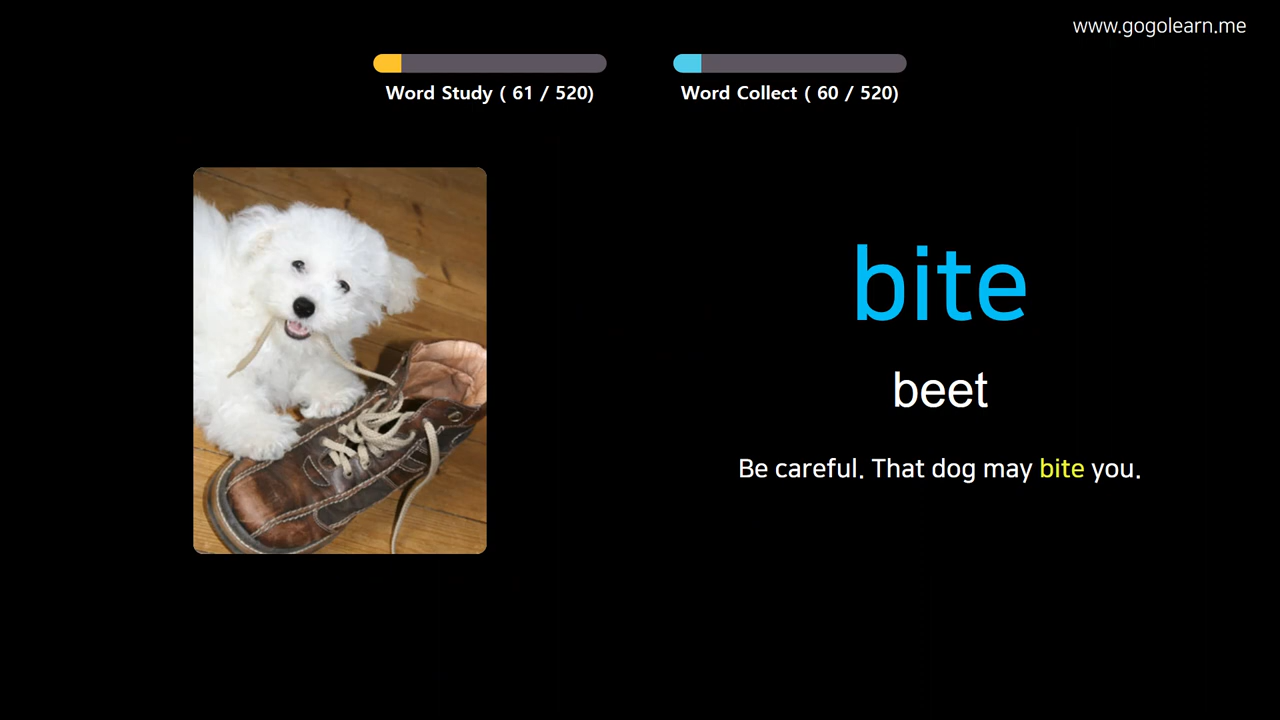 www.gogolearn.me
Word Study ( 61 / 520)
Word Collect ( 60 / 520)
bite
beet
Be careful. That dog may bite you.